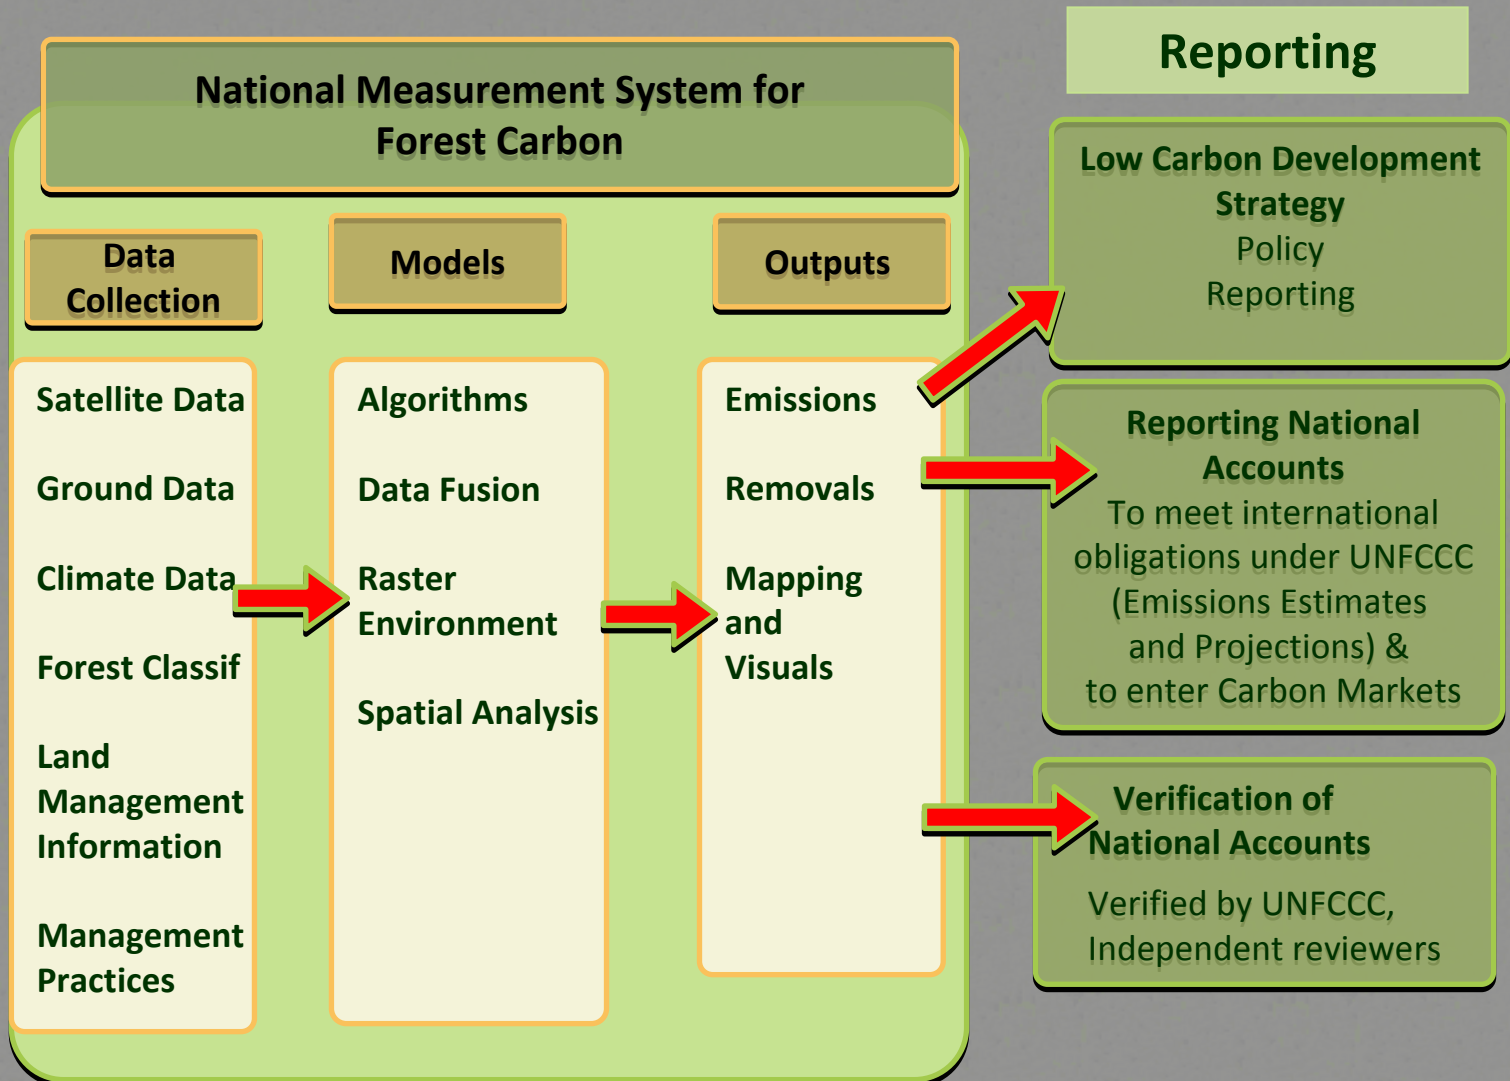 National Measurement System for
Forest Carbon
Data
Collection
Satellite Data
Ground Data
Climate Data
Forest Classif
Land
Management
Information
Management
Practices
Models
Algorithms
Data Fusion
Raster
Environment
Spatial Analysis
Outputs
Emissions
Removals
Mapping
and
Visuals
Reporting
Low Carbon Development
Strategy
Policy
Reporting
Reporting National
Accounts
To meet international
obligations under UNFCCC
(Emissions Estimates
and Projections) &
to enter Carbon Markets
Verification of
National Accounts
Verified by UNFCCC,
Independent reviewers